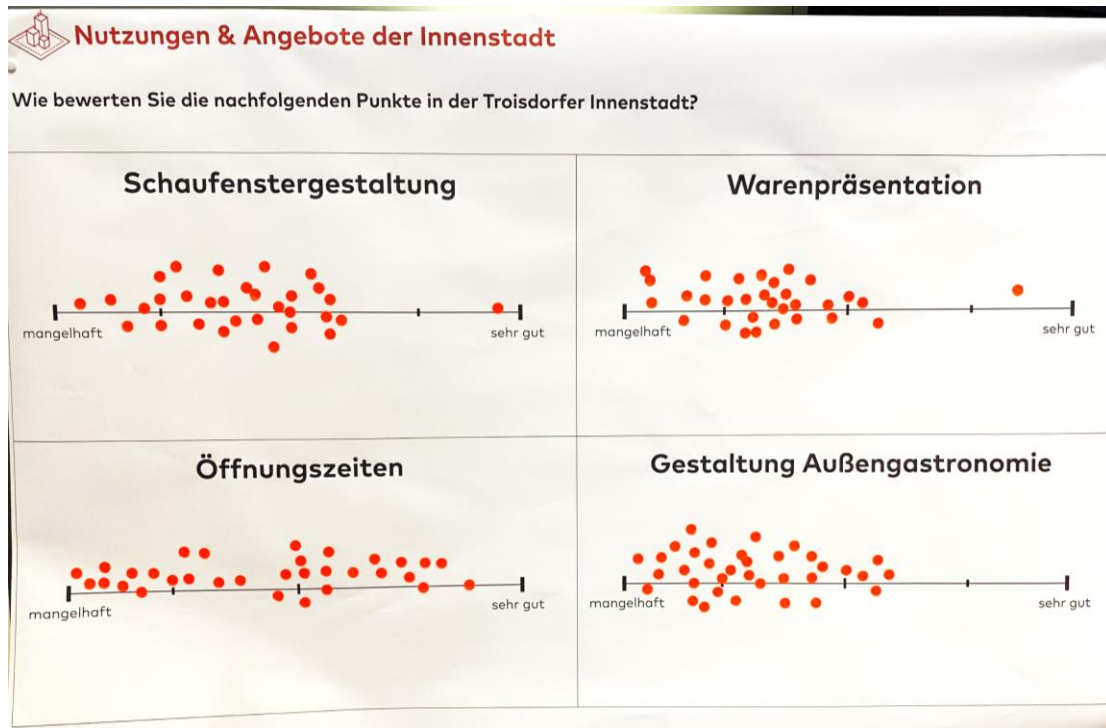 Nutzungen & Angebote der Innenstadt
Wie bewerten Sie die nachfolgenden Punkte in der Troisdorfer Innenstadt?
Schaufenstergestaltung
mangelhaft
sehr gut
Warenpräsentation
mangelhaft
sehr gut
Öffnungszeiten
mangelhaft
sehr gut
Gestaltung Außengastronomie
mangelhaft
sehr gut